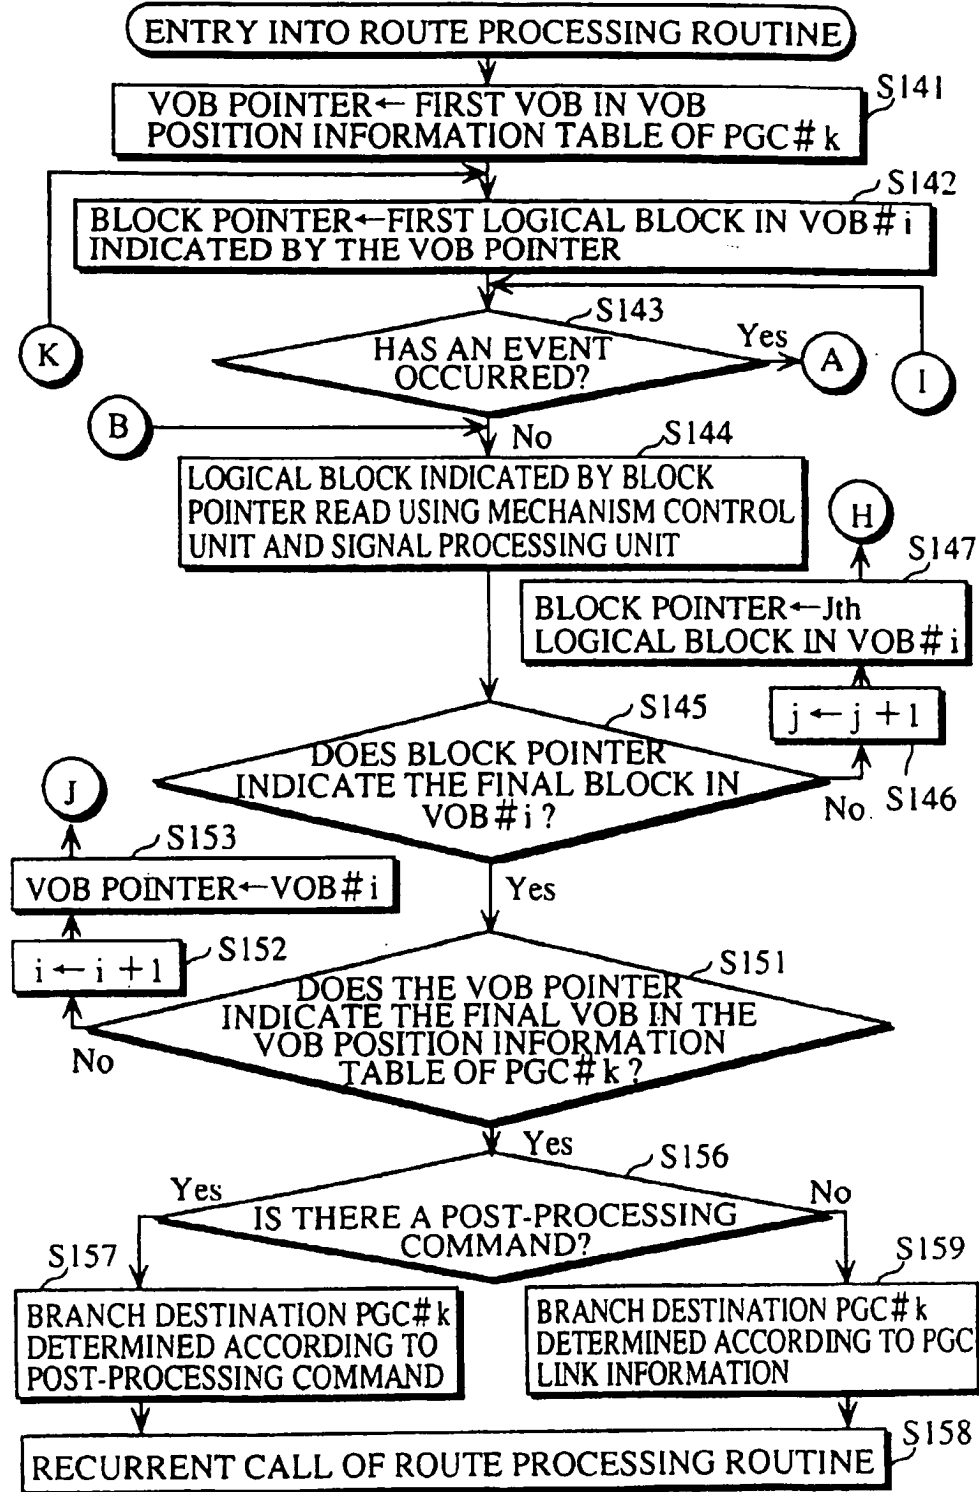 ENTRY INTO ROUTE PROCESSING ROUTINE
S141
VOB POINTER←FIRST VOB IN VOB
POSITION INFORMATION TABLE OF PGC#k
S142
BLOCK POINTER←FIRST LOGICAL BLOCK IN VOB#i
INDICATED BY THE VOB POINTER
S143
HAS AN EVENT
OCCURRED?
Yes
A
K
I
B
No
S144
LOGICAL BLOCK INDICATED BY BLOCK
POINTER READ USING MECHANISM CONTROL
UNIT AND SIGNAL PROCESSING UNIT
H
S147
BLOCK POINTER←Jth
LOGICAL BLOCK IN VOB#i
j←j+1
S146
S145
DOES BLOCK POINTER
INDICATE THE FINAL BLOCK IN
VOB#i?
No
Yes
J
S153
VOB POINTER←VOB#i
S152
i←i+1
No
S151
DOES THE VOB POINTER
INDICATE THE FINAL VOB IN THE
VOB POSITION INFORMATION
TABLE OF PGC#k?
Yes
S156
Yes
No
IS THERE A POST-PROCESSING
COMMAND?
S157
BRANCH DESTINATION PGC#k
DETERMINED ACCORDING TO
POST-PROCESSING COMMAND
S159
BRANCH DESTINATION PGC#k
DETERMINED ACCORDING TO PGC
LINK INFORMATION
S158
RECURRENT CALL OF ROUTE PROCESSING ROUTINE